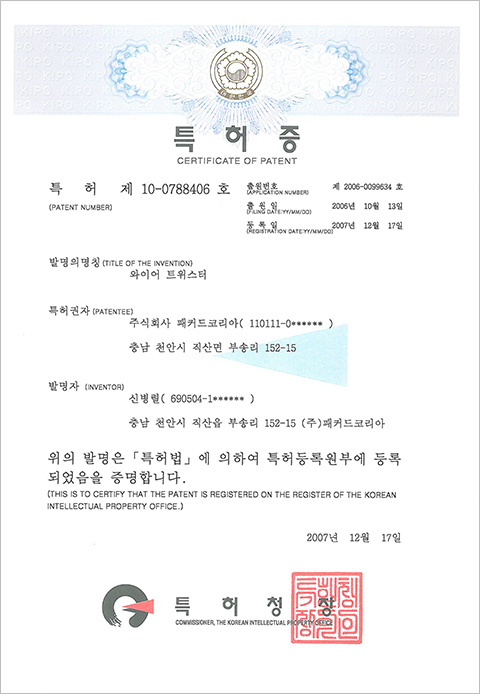 특허증
CERTIFICATE OF PATENT
특 허 제 10-0788406 호
(PATENT NUMBER)
출원번호 (APPLICATION NUMBER) 제 2006-0099634 호
출 원 일 (FILING DATE:YY/MM/DD) 2006년 10월 13일
등 록 일 (REGISTRATION DATE:YY/MM/DD) 2007년 12월 17일
발명의명칭 (TITLE OF THE INVENTION)
와이어 트위스터
특허권자 (PATENTEE)
주식회사 패커드코리아( 110111-0****** )
충남 천안시 직산면 부송리 152-15
발명자 (INVENTOR)
신병렬( 690504-1****** )
충남 천안시 직산읍 부송리 152-15 (주)패커드코리아
위의 발명은「특허법」에 의하여 특허등록원부에 등록
되었음을 증명합니다.
(THIS IS TO CERTIFY THAT THE PATENT IS REGISTERED ON THE REGISTER OF THE KOREAN
INTELLECTUAL PROPERTY OFFICE.)
2007년 12월 17일
특 허 청 장
COMMISSIONER, THE KOREAN INTELLECTUAL PROPERTY OFFICE